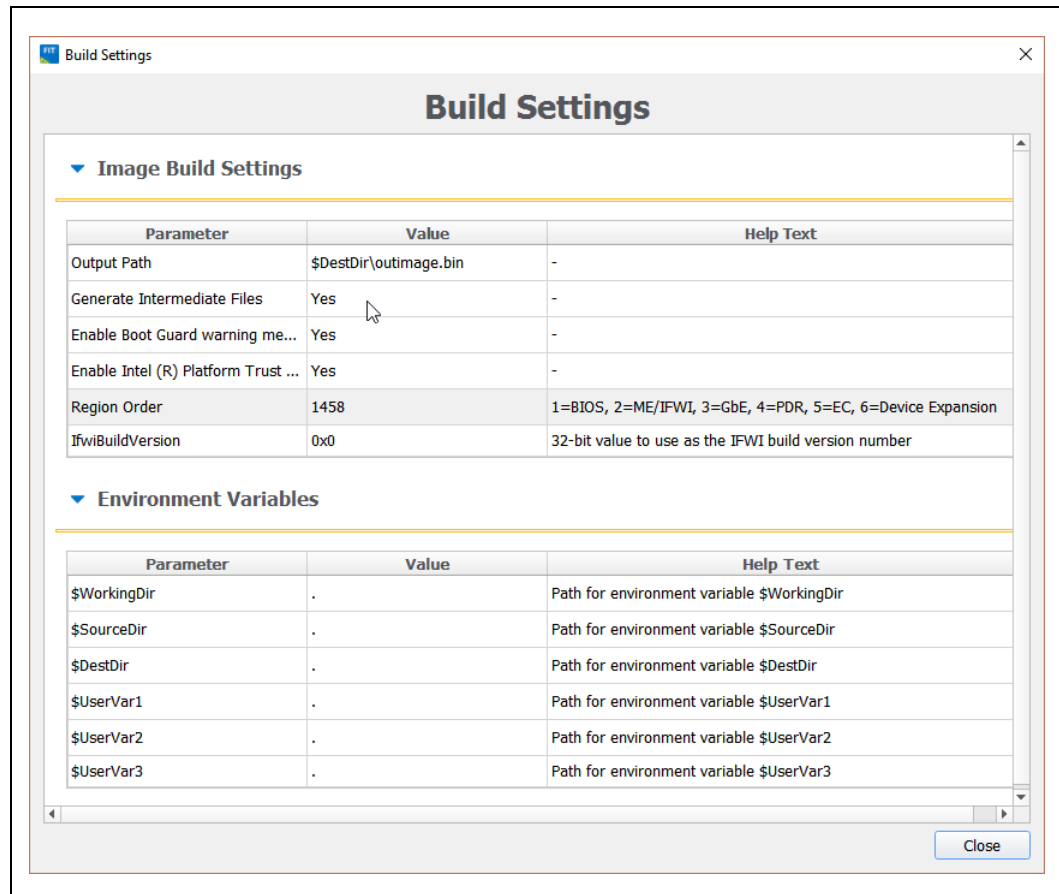 FIT Build Settings
Build Settings
Image Build Settings
Parameter Value Help Text
Output Path $DestDir\outimage.bin -
Generate Intermediate Files Yes -
Enable Boot Guard warning me... Yes -
Enable Intel (R) Platform Trust ... Yes -
Region Order 1458 1=BIOS, 2=ME/IFWI, 3=GbE, 4=PDR, 5=EC, 6=Device Expansion
IfwiBuildVersion 0x0 32-bit value to use as the IFWI build version number
Environment Variables
Parameter Value Help Text
$WorkingDir . Path for environment variable $WorkingDir
$SourceDir . Path for environment variable $SourceDir
$DestDir . Path for environment variable $DestDir
$UserVar1 . Path for environment variable $UserVar1
$UserVar2 . Path for environment variable $UserVar2
$UserVar3 . Path for environment variable $UserVar3
Close